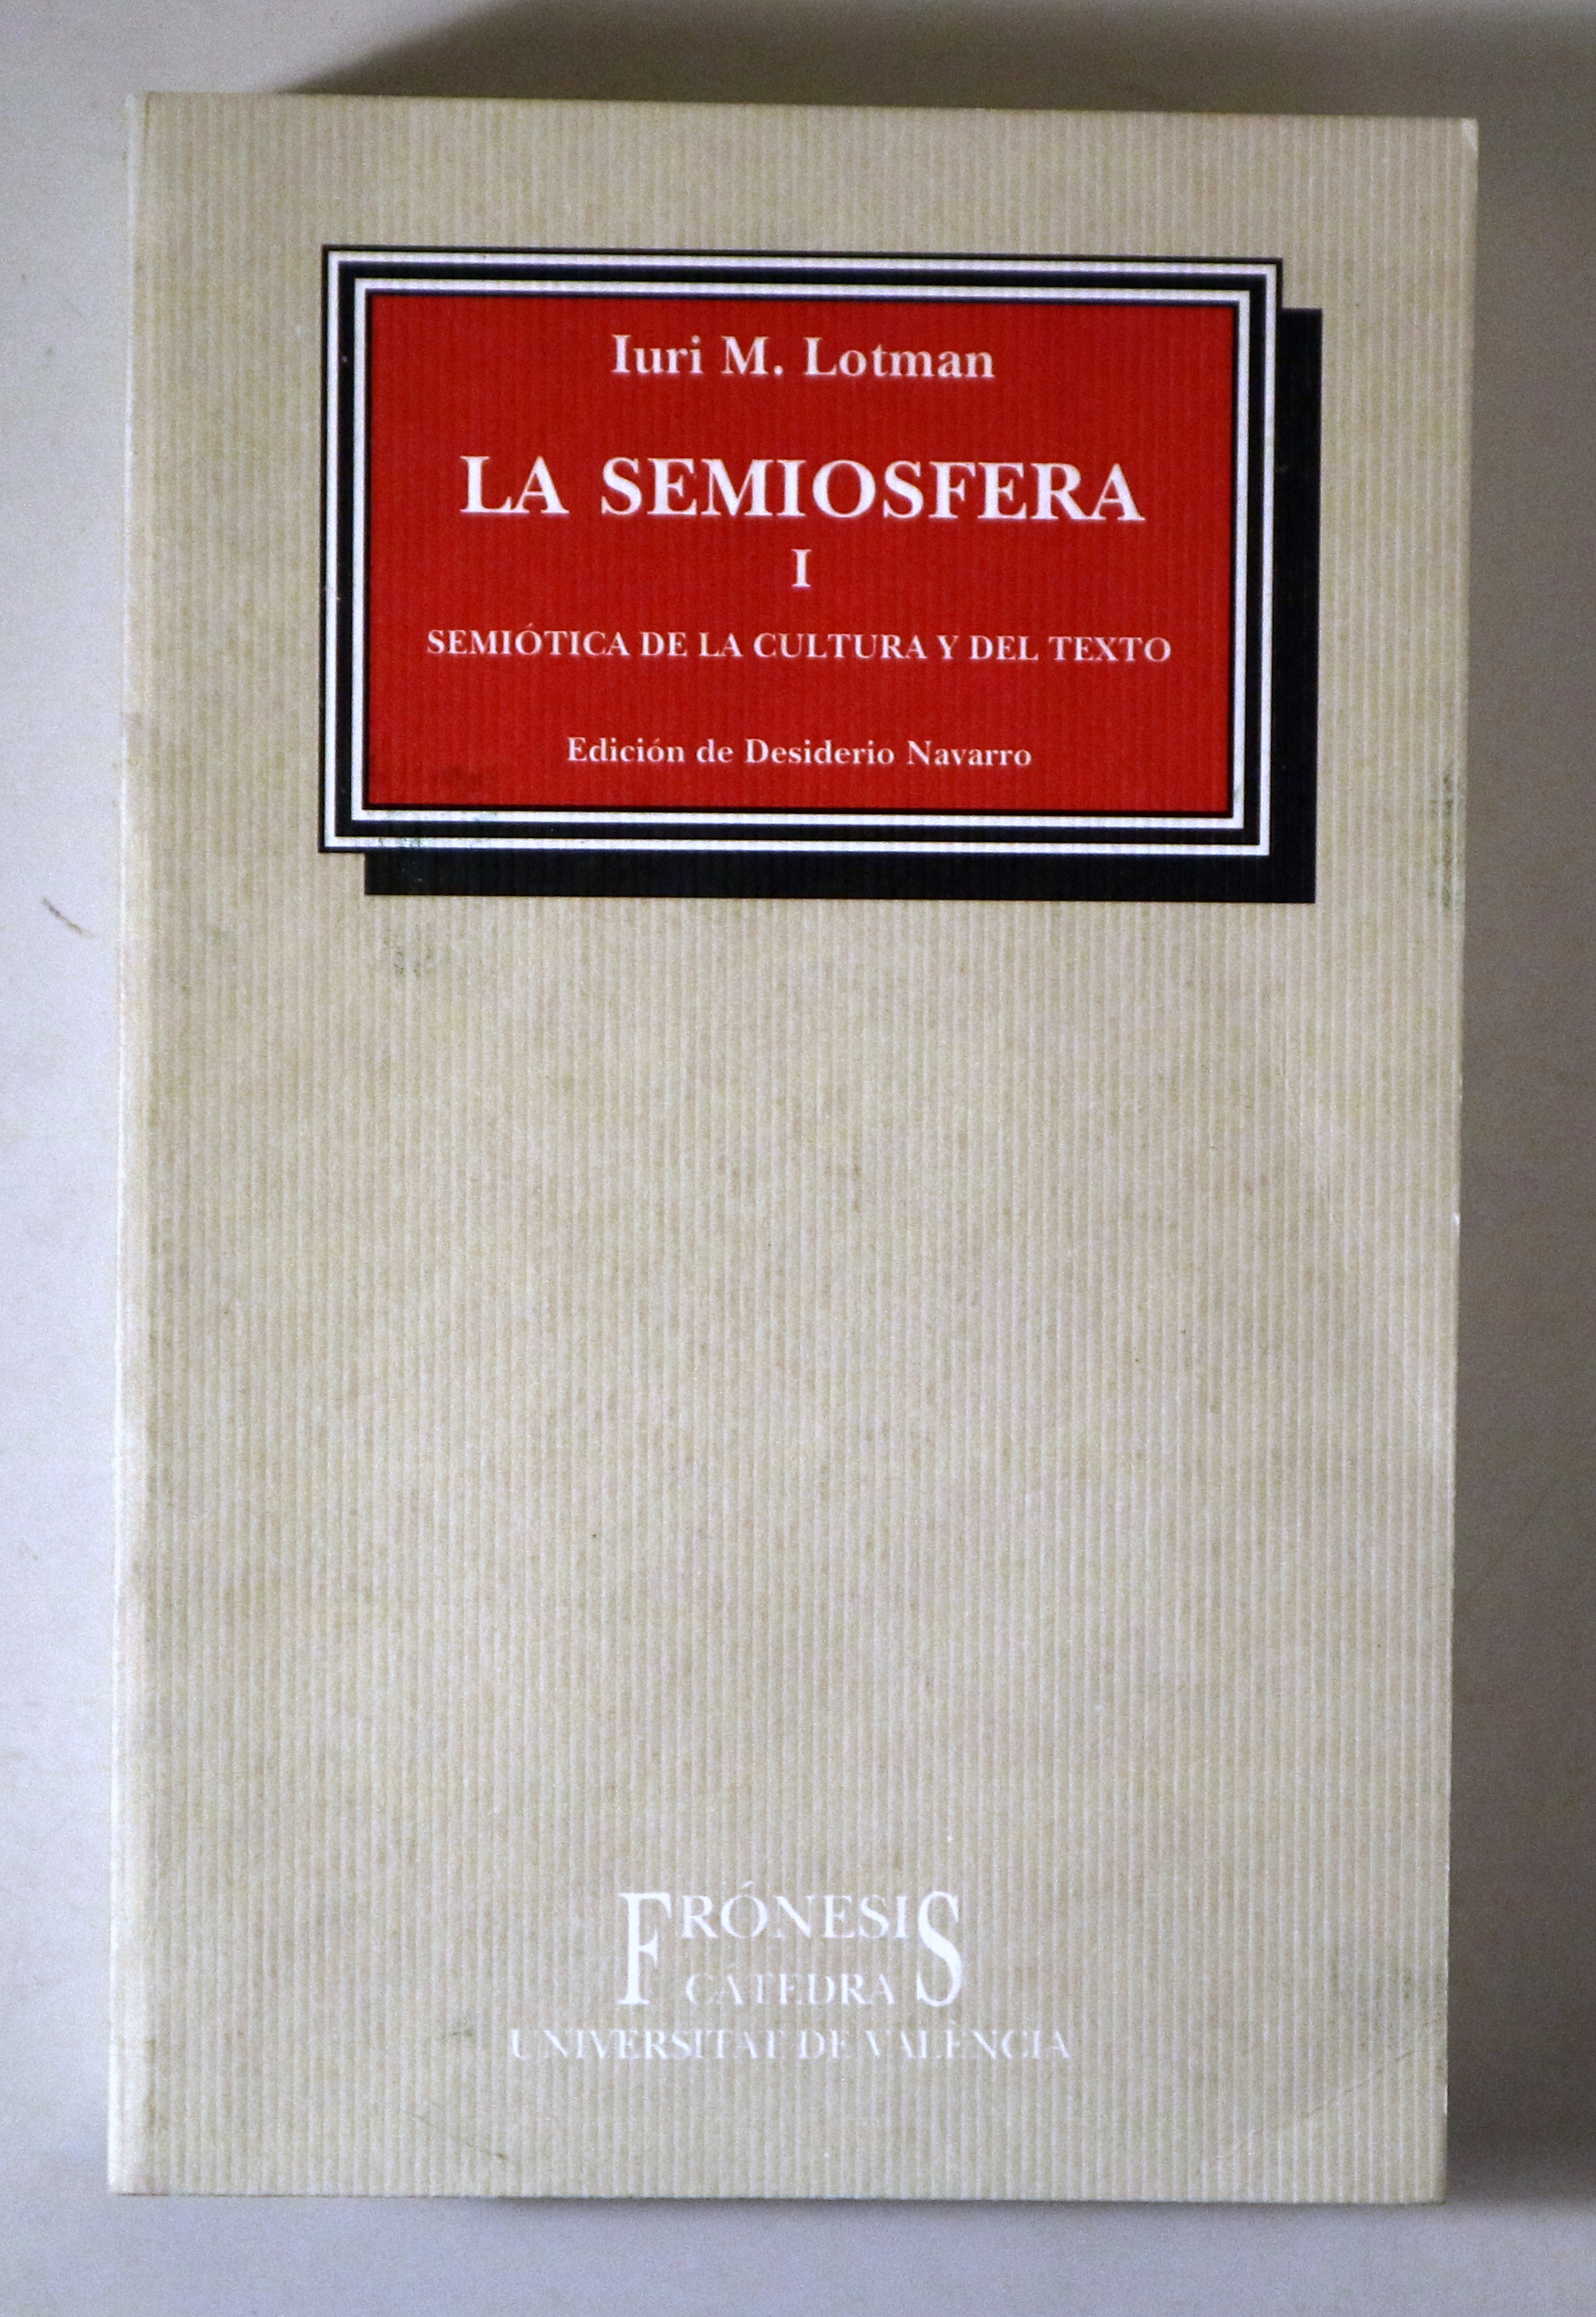 Iuri M. Lotman
LA SEMIOSFERA
I
SEMIÓTICA DE LA CULTURA Y DEL TEXTO
Edición de Desiderio Navarro
FRÓNESIS
CÁTEDRA
UNIVERSITAT DE VALÈNCIA